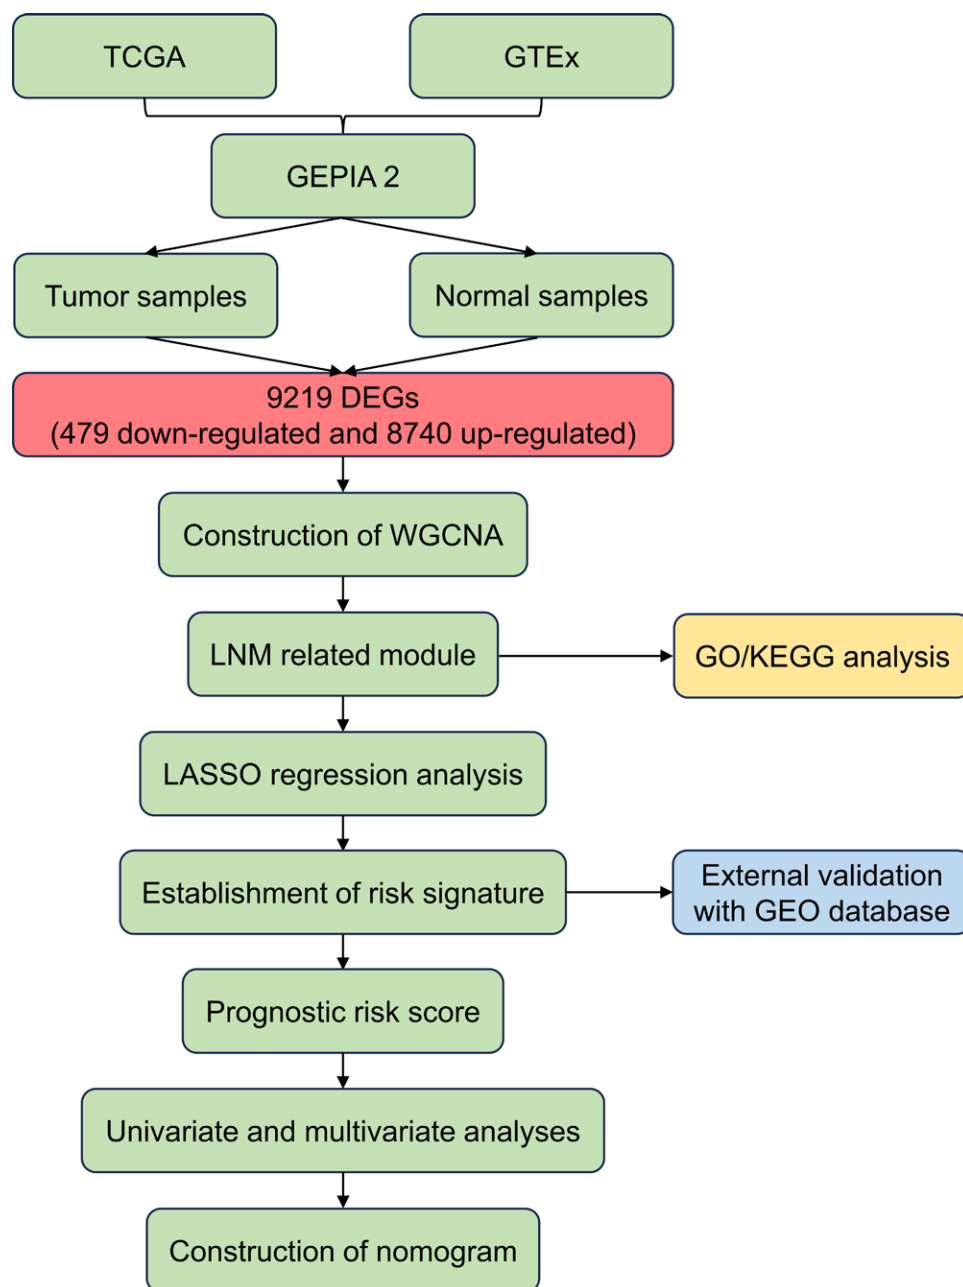 TCGA
GTEx
GEPIA 2
Tumor samples
Normal samples
9219 DEGs
(479 down-regulated and 8740 up-regulated)
Construction of WGCNA
LNM related module
GO/KEGG analysis
LASSO regression analysis
Establishment of risk signature
External validation
with GEO database
Prognostic risk score
Univariate and multivariate analyses
Construction of nomogram